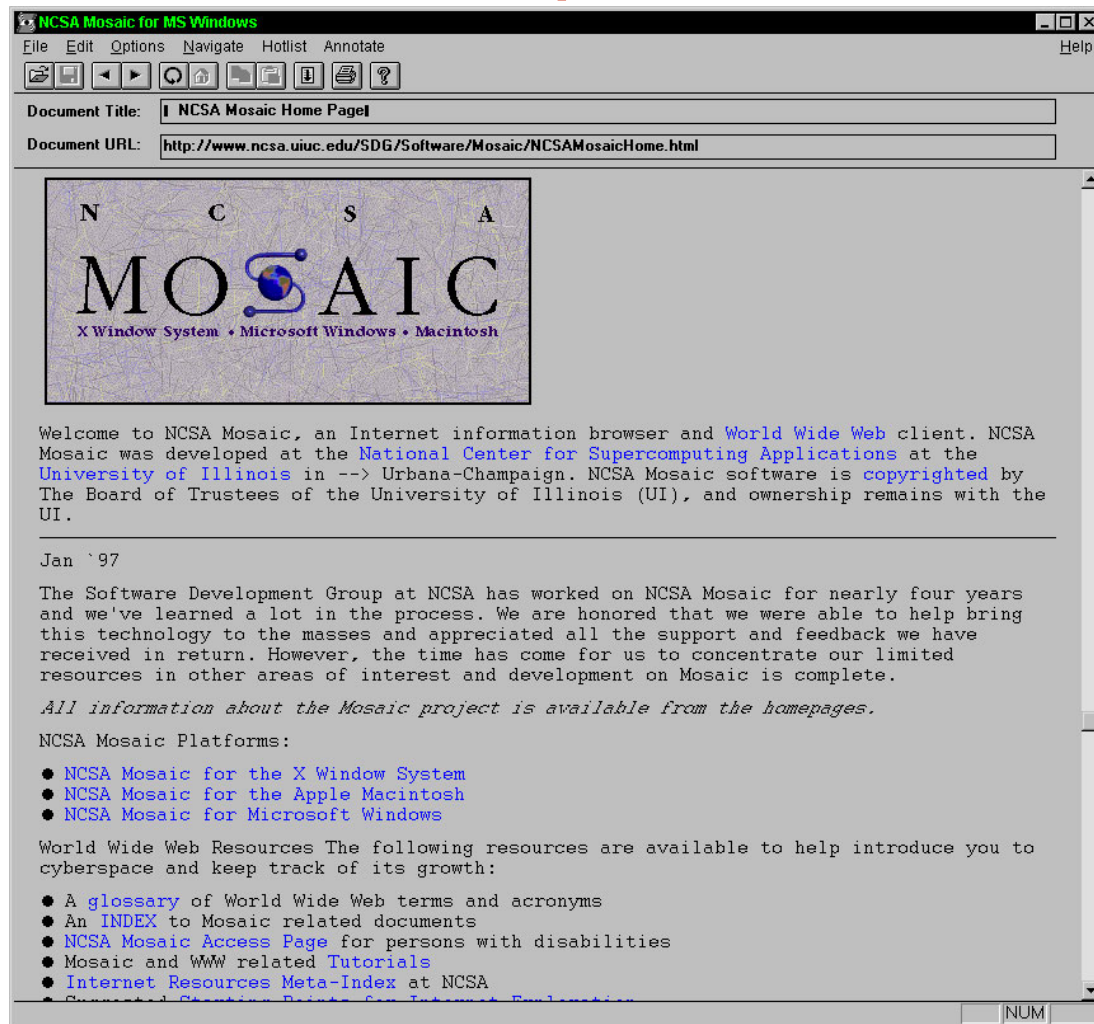 NCSA Mosaic for MS Windows
File Edit Options Navigate Hotlist Annotate Help
Document Title: NCSA Mosaic Home Page
Document URL: http://www.ncsa.uiuc.edu/SDG/Software/Mosaic/NCSAMosaicHome.html
N C S A
MOSAIC
X Window System • Microsoft Windows • Macintosh
Welcome to NCSA Mosaic, an Internet information browser and World Wide Web client. NCSA
Mosaic was developed at the National Center for Supercomputing Applications at the
University of Illinois in --> Urbana-Champaign. NCSA Mosaic software is copyrighted by
The Board of Trustees of the University of Illinois (UI), and ownership remains with the
UI.
Jan `97
The Software Development Group at NCSA has worked on NCSA Mosaic for nearly four years
and we've learned a lot in the process. We are honored that we were able to help bring
this technology to the masses and appreciated all the support and feedback we have
received in return. However, the time has come for us to concentrate our limited
resources in other areas of interest and development on Mosaic is complete.
All information about the Mosaic project is available from the homepages.
NCSA Mosaic Platforms:
● NCSA Mosaic for the X Window System
● NCSA Mosaic for the Apple Macintosh
● NCSA Mosaic for Microsoft Windows
World Wide Web Resources The following resources are available to help introduce you to
cyberspace and keep track of its growth:
● A glossary of World Wide Web terms and acronyms
● An INDEX to Mosaic related documents
● NCSA Mosaic Access Page for persons with disabilities
● Mosaic and WWW related Tutorials
● Internet Resources Meta-Index at NCSA
NUM